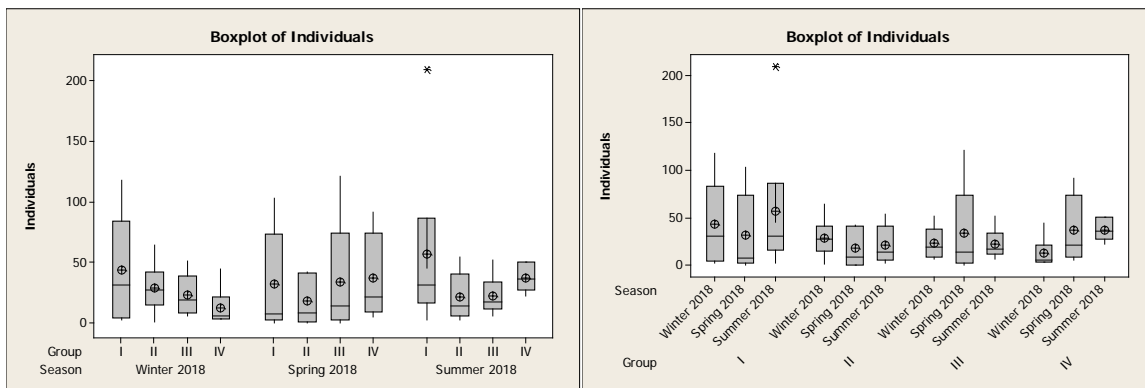 Boxplot of Individuals
200
150
100
50
0
Individuals
Group I II III IV I II III IV I II III IV
Season Winter 2018 Spring 2018 Summer 2018
Boxplot of Individuals
200
150
100
50
0
Individuals
Season Winter 2018 Spring 2018 Summer 2018 Winter 2018 Spring 2018 Summer 2018 Winter 2018 Spring 2018 Summer 2018 Winter 2018 Spring 2018 Summer 2018
Group I II III IV